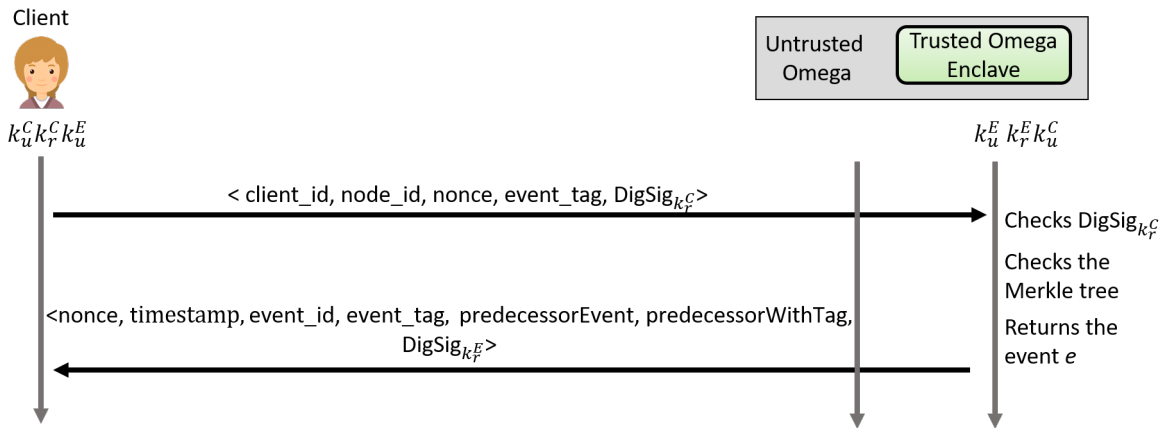 Client
Untrusted
Omega
Trusted Omega
Enclave
k_u^C k_r^C k_u^E
k_u^E k_r^E k_u^C
< client_id, node_id, nonce, event_tag, DigSig_{k_r^C}>
Checks DigSig_{k_r^C}
Checks the
Merkle tree
<nonce, timestamp, event_id, event_tag, predecessorEvent, predecessorWithTag,
DigSig_{k_r^E}>
Returns the
event e